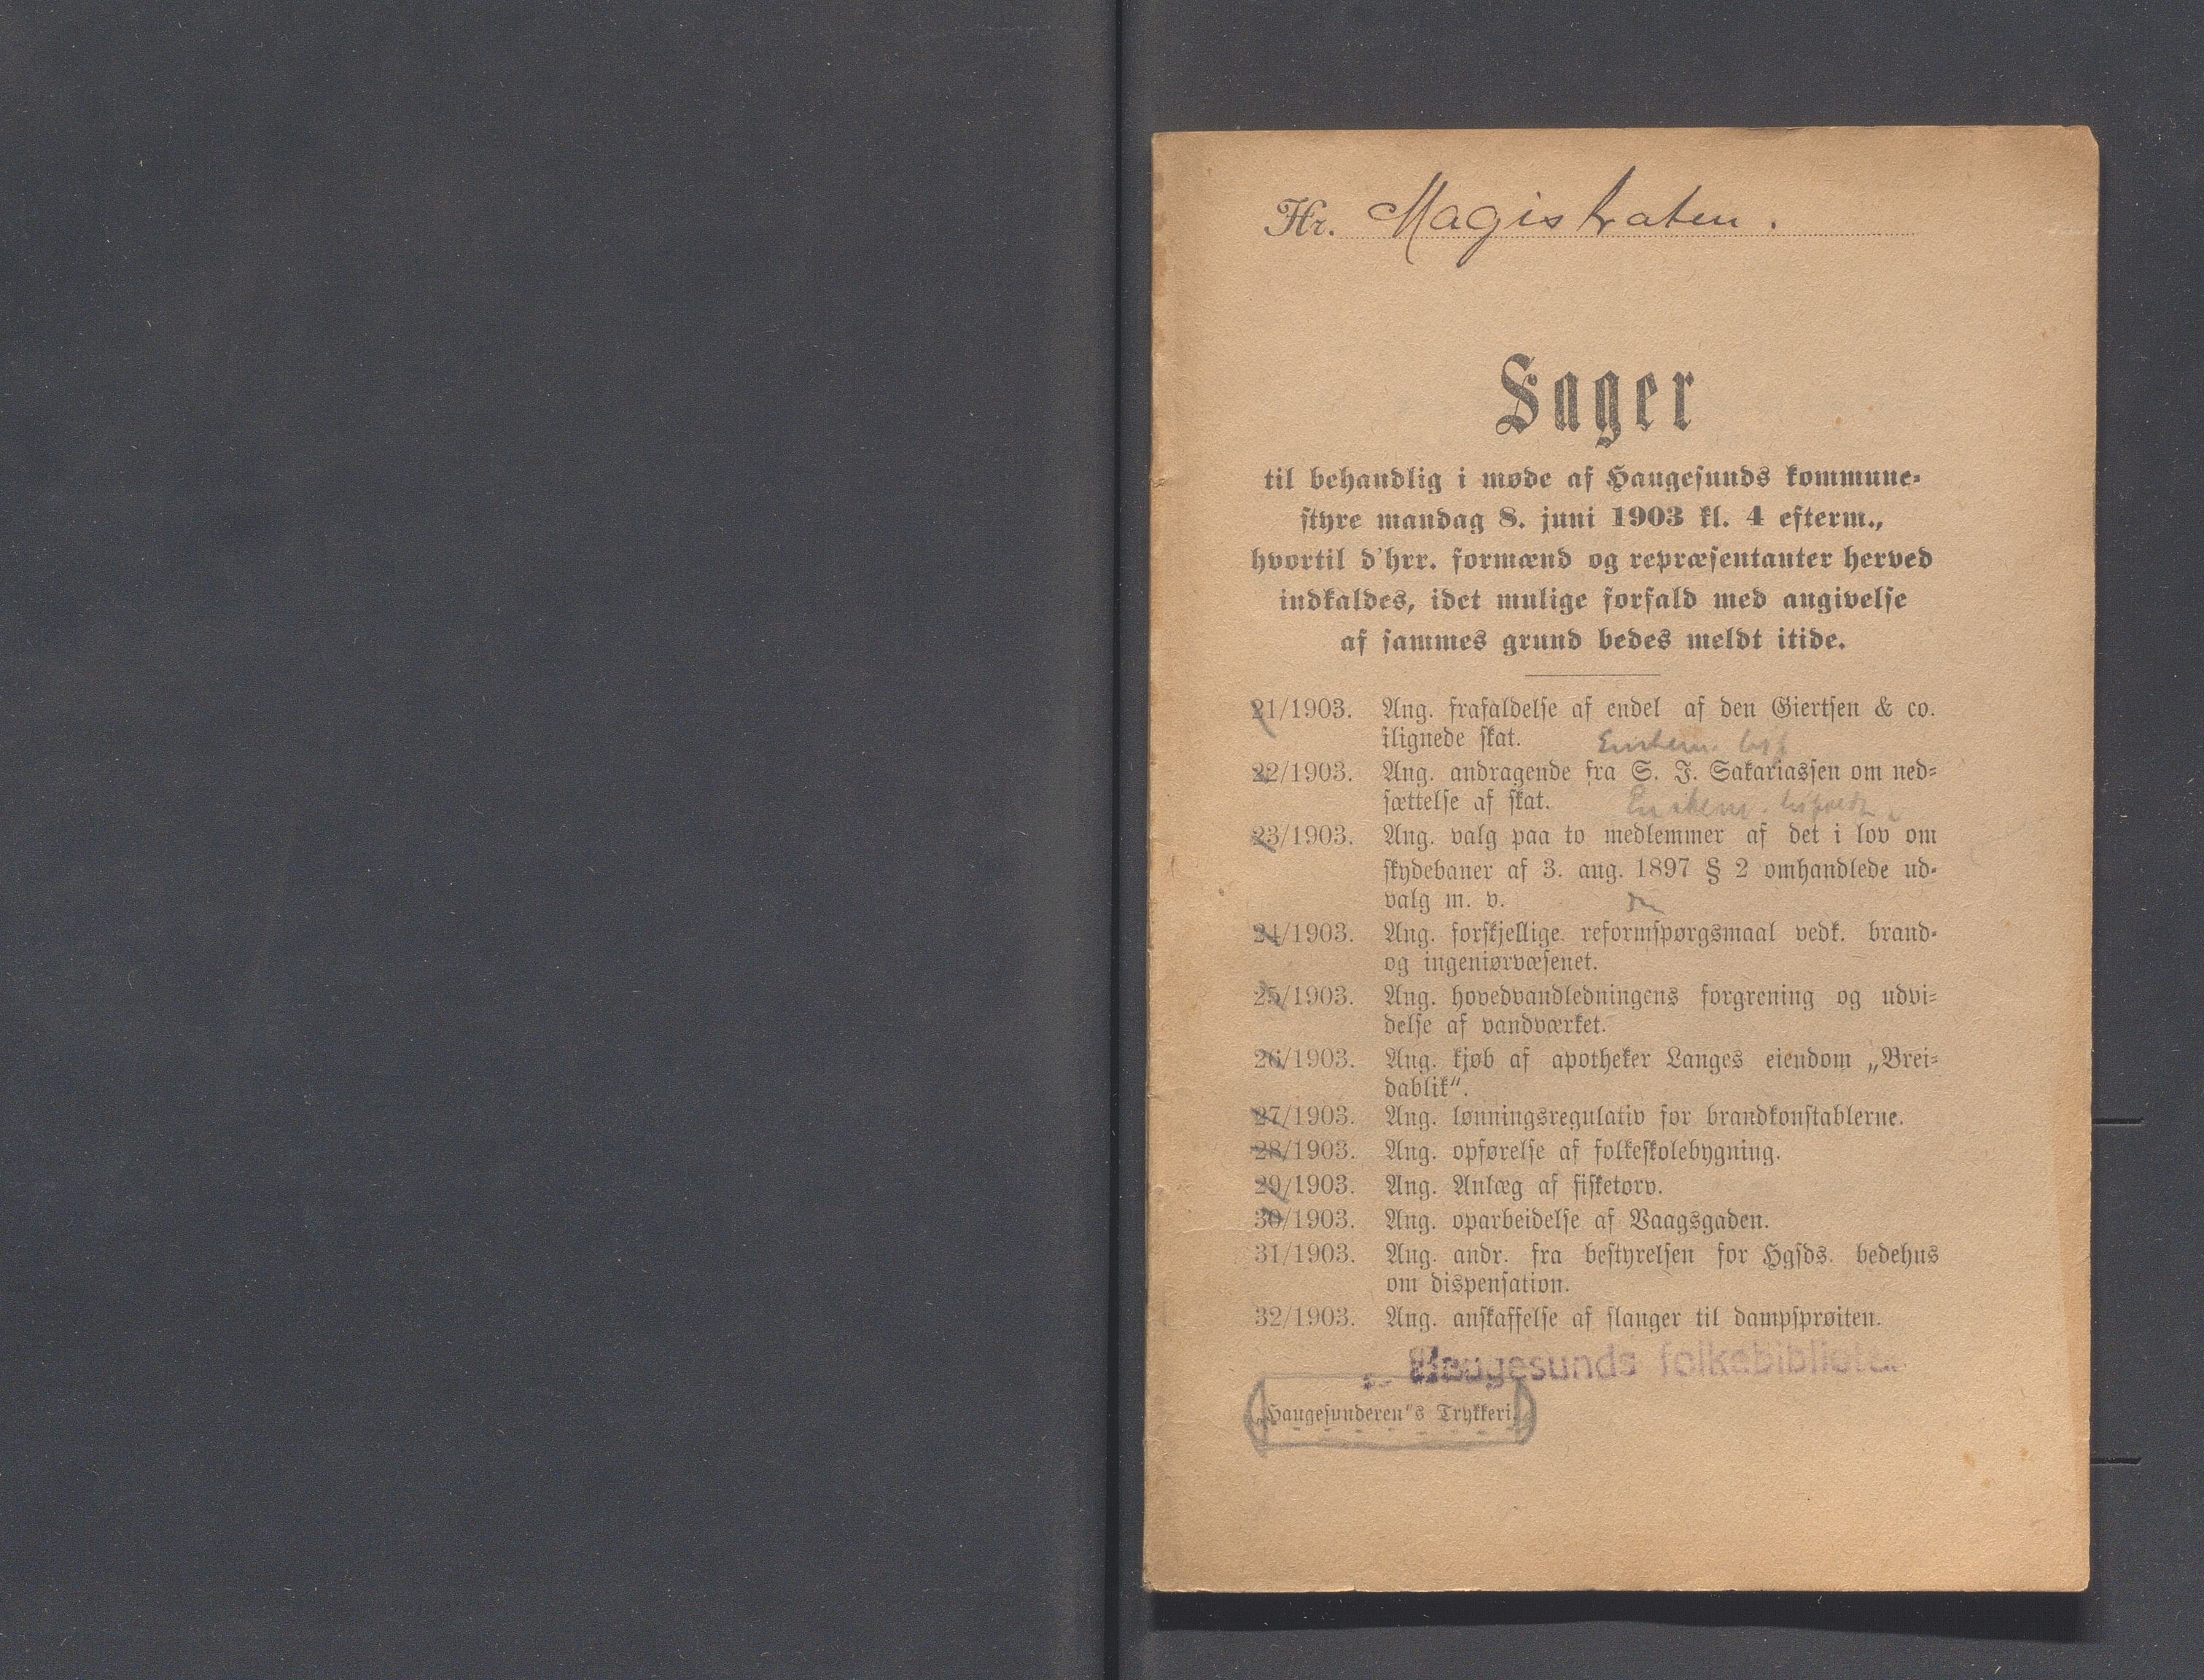 Hr. Magistraten.
Sager
til behandlig i møde af Haugesunds kommune-
styre mandag 8. juni 1903 kl. 4 efterm.,
hvortil d'hrr. formænd og repræsentanter herved
indkaldes, idet mulige forfald med angivelse
af sammes grund bedes meldt itide.
21/1903. Ang. frafaldelse af endel af den Giertsen & co.
ilignede skat. Enstem.
22/1903. Ang. andragende fra S. J. Sakariassen om ned-
sættelse af skat. Enstem.
23/1903. Ang. valg paa to medlemmer af det i lov om
skydebaner af 3. aug. 1897 § 2 omhandlede ud-
valg m. v.
24/1903. Ang. forskjellige reformspørgsmaal vedk. brand-
og ingeniørvæsenet.
25/1903. Ang. hovedvandledningens forgrening og udvi-
delse af vandværket.
26/1903. Ang. kjøb af apotheker Langes eiendom „Brei-
dablik".
27/1903. Ang. lønningsregulativ for brandkonstablerne.
28/1903. Ang. opførelse af folkeskolebygning.
29/1903. Ang. Anlæg af fisketorv.
30/1903. Ang. oparbeidelse af Vaagsgaden.
31/1903. Ang. andr. fra bestyrelsen for Hgsds. bedehus
om dispensation.
32/1903. Ang. anskaffelse af slanger til dampsprøiten.
Haugesunds folkebibliotek
„Haugesunderen"s Trykkeri.